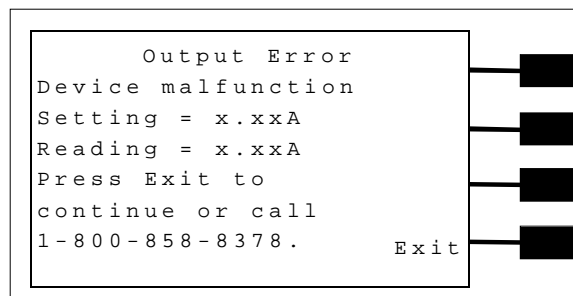 Output Error
Device malfunction
Setting = x.xxA
Reading = x.xxA
Press Exit to
continue or call
1-800-858-8378.
Exit